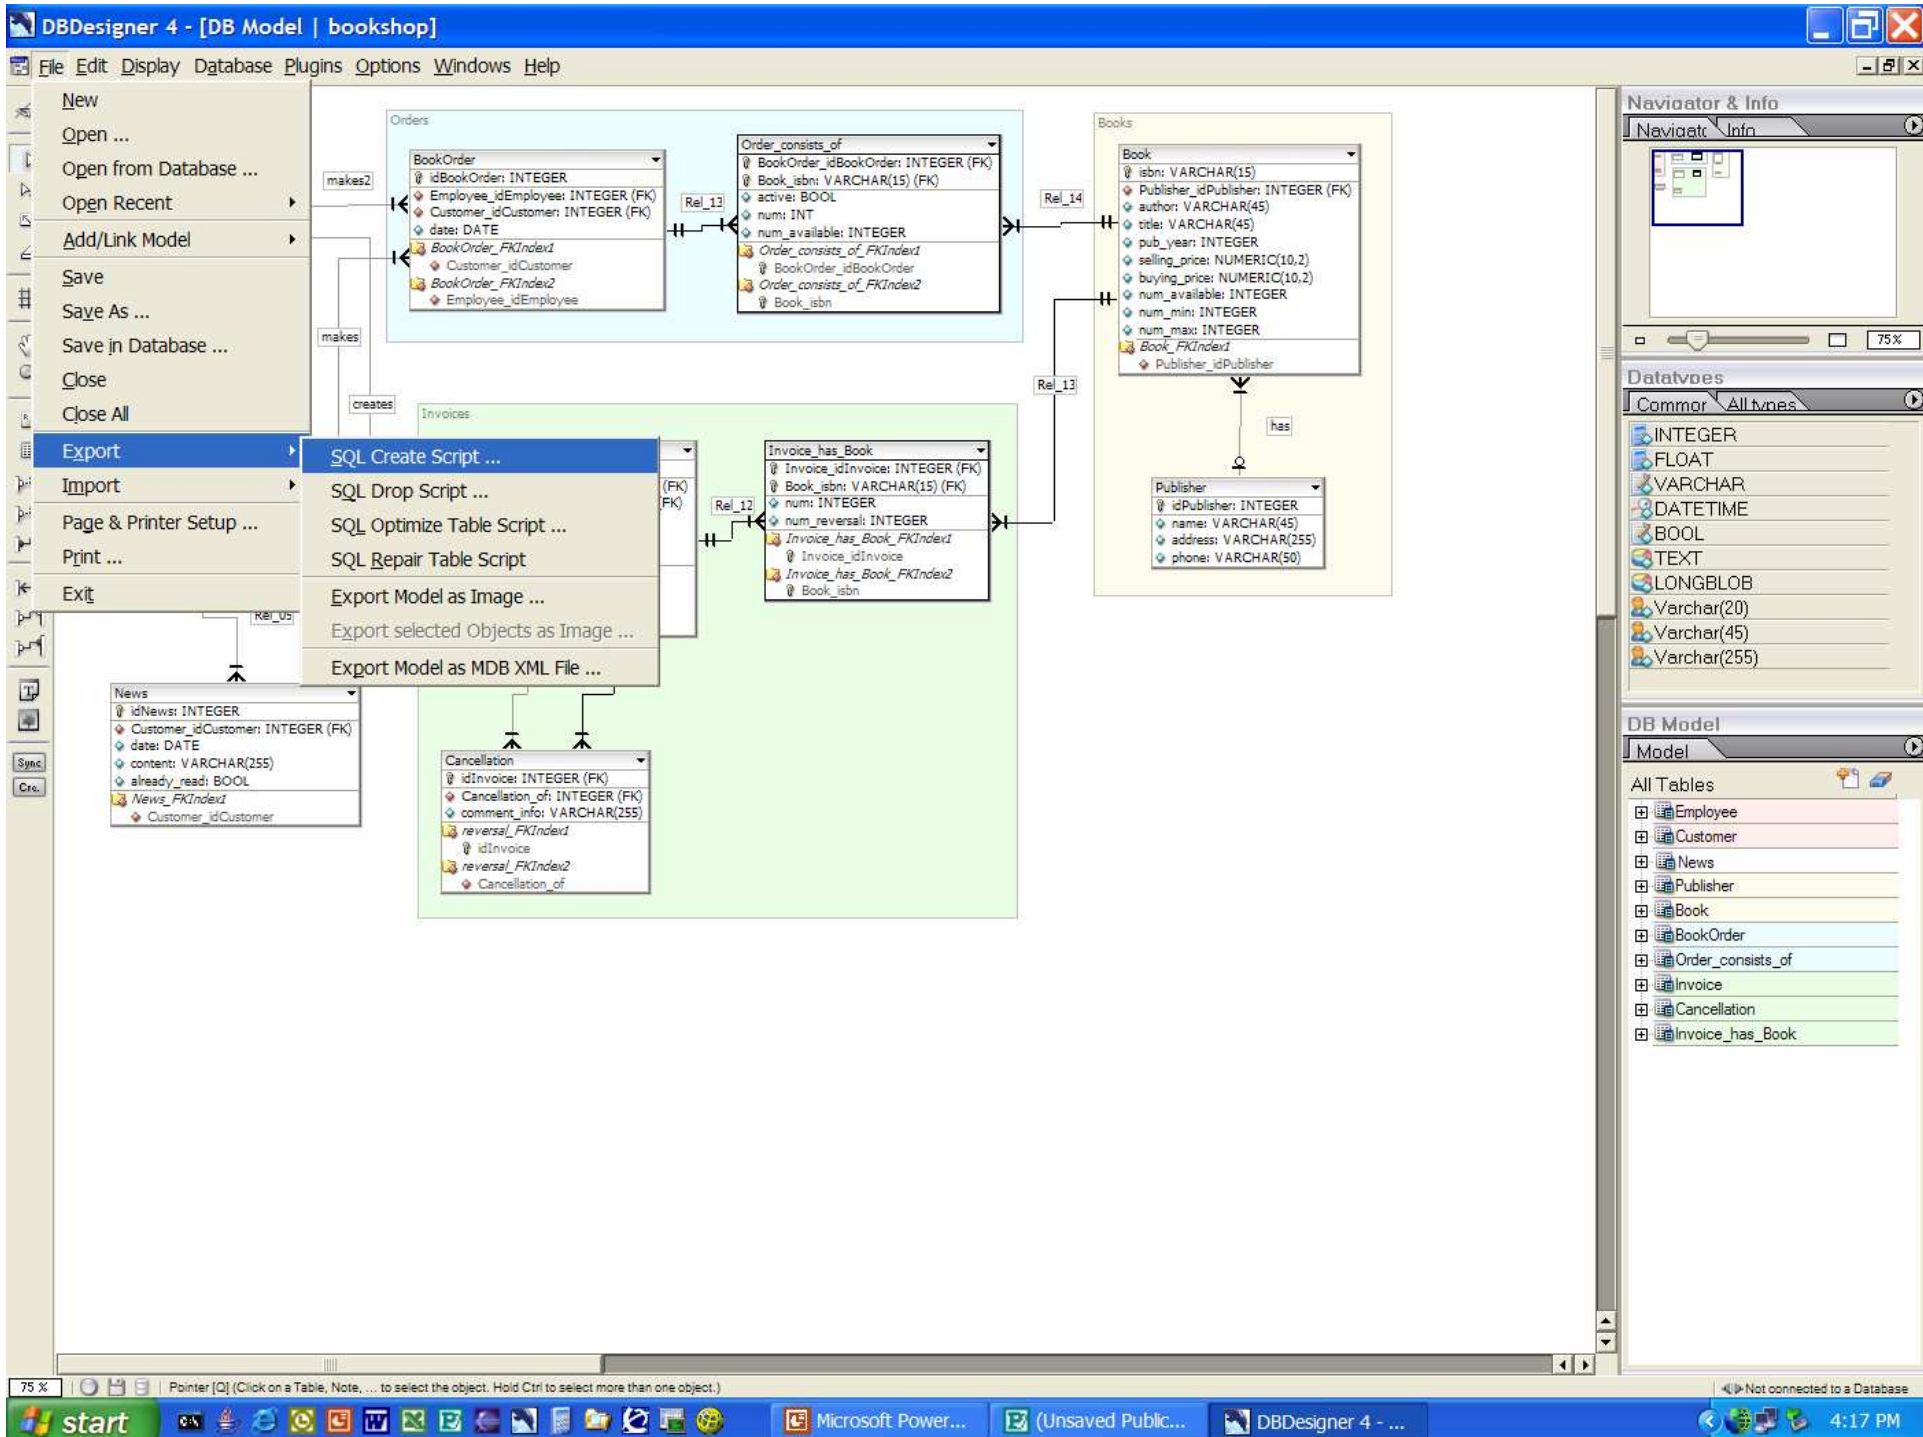 DBDesigner 4 - [DB Model | bookshop]
File Edit Display Database Plugins Options Windows Help
New
Open ...
Open from Database ...
Open Recent
Add/Link Model
Save
Save As ...
Save in Database ...
Close
Close All
Export
Import
Page & Printer Setup ...
Print ...
Exit
SQL Create Script ...
SQL Drop Script ...
SQL Optimize Table Script ...
SQL Repair Table Script
Export Model as Image ...
Export selected Objects as Image ...
Export Model as MDB XML File ...
Orders
makes2
BookOrder
idBookOrder: INTEGER
Employee_idEmployee: INTEGER (FK)
Customer_idCustomer: INTEGER (FK)
date: DATE
BookOrder_FKIndex1
Customer_idCustomer
BookOrder_FKIndex2
Employee_idEmployee
Rel_13
Order_consists_of
BookOrder_idBookOrder: INTEGER (FK)
Book_isbn: VARCHAR(15) (FK)
active: BOOL
num: INT
num_available: INTEGER
Order_consists_of_FKIndex1
BookOrder_idBookOrder
Order_consists_of_FKIndex2
Book_isbn
Rel_14
Books
Book
isbn: VARCHAR(15)
Publisher_idPublisher: INTEGER (FK)
author: VARCHAR(45)
title: VARCHAR(45)
pub_year: INTEGER
selling_price: NUMERIC(10,2)
buying_price: NUMERIC(10,2)
num_available: INTEGER
num_min: INTEGER
num_max: INTEGER
Book_FKIndex1
Publisher_idPublisher
has
Publisher
idPublisher: INTEGER
name: VARCHAR(45)
address: VARCHAR(255)
phone: VARCHAR(50)
makes
creates
Rel_13
Invoices
(FK)
FK)
Rel_12
Invoice_has_Book
Invoice_idInvoice: INTEGER (FK)
Book_isbn: VARCHAR(15) (FK)
num: INTEGER
num_reversal: INTEGER
Invoice_has_Book_FKIndex1
Invoice_idInvoice
Invoice_has_Book_FKIndex2
Book_isbn
Rel_05
News
idNews: INTEGER
Customer_idCustomer: INTEGER (FK)
date: DATE
content: VARCHAR(255)
already_read: BOOL
News_FKIndex1
Customer_idCustomer
Cancellation
idInvoice: INTEGER (FK)
Cancellation_of: INTEGER (FK)
comment_info: VARCHAR(255)
reversal_FKIndex1
idInvoice
reversal_FKIndex2
Cancellation_of
Sync
Cre.
Navigator & Info
Navigatc Info
75%
Datatypes
Commor All types
INTEGER
FLOAT
VARCHAR
DATETIME
BOOL
TEXT
LONGBLOB
Varchar(20)
Varchar(45)
Varchar(255)
DB Model
Model
All Tables
Employee
Customer
News
Publisher
Book
BookOrder
Order_consists_of
Invoice
Cancellation
Invoice_has_Book
75 % Pointer [Q] (Click on a Table, Note, ... to select the object. Hold Ctrl to select more than one object.) Not connected to a Database
start Microsoft Power... (Unsaved Public... DBDesigner 4 - ... 4:17 PM